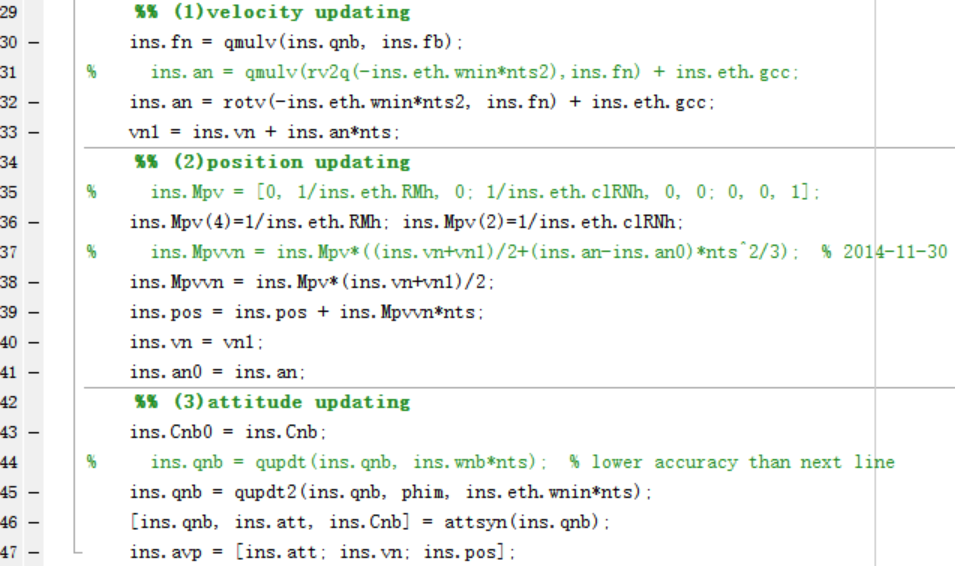 29 %% (1)velocity updating
30 – ins.fn = qmulv(ins.qnb, ins.fb);
31 % ins.an = qmulv(rv2q(-ins.eth.wnin*nts2),ins.fn) + ins.eth.gcc;
32 – ins.an = rotv(-ins.eth.wnin*nts2, ins.fn) + ins.eth.gcc;
33 – vn1 = ins.vn + ins.an*nts;
34 %% (2)position updating
35 % ins.Mpv = [0, 1/ins.eth.RMh, 0; 1/ins.eth.clRNh, 0, 0; 0, 0, 1];
36 – ins.Mpv(4)=1/ins.eth.RMh; ins.Mpv(2)=1/ins.eth.clRNh;
37 % ins.Mpvvn = ins.Mpv*((ins.vn+vn1)/2+(ins.an-ins.an0)*nts^2/3); % 2014-11-30
38 – ins.Mpvvn = ins.Mpv*(ins.vn+vn1)/2;
39 – ins.pos = ins.pos + ins.Mpvvn*nts;
40 – ins.vn = vn1;
41 – ins.an0 = ins.an;
42 %% (3)attitude updating
43 – ins.Cnb0 = ins.Cnb;
44 % ins.qnb = qupdt(ins.qnb, ins.wnb*nts); % lower accuracy than next line
45 – ins.qnb = qupdt2(ins.qnb, phim, ins.eth.wnin*nts);
46 – [ins.qnb, ins.att, ins.Cnb] = attsyn(ins.qnb);
47 – ins.avp = [ins.att; ins.vn; ins.pos];